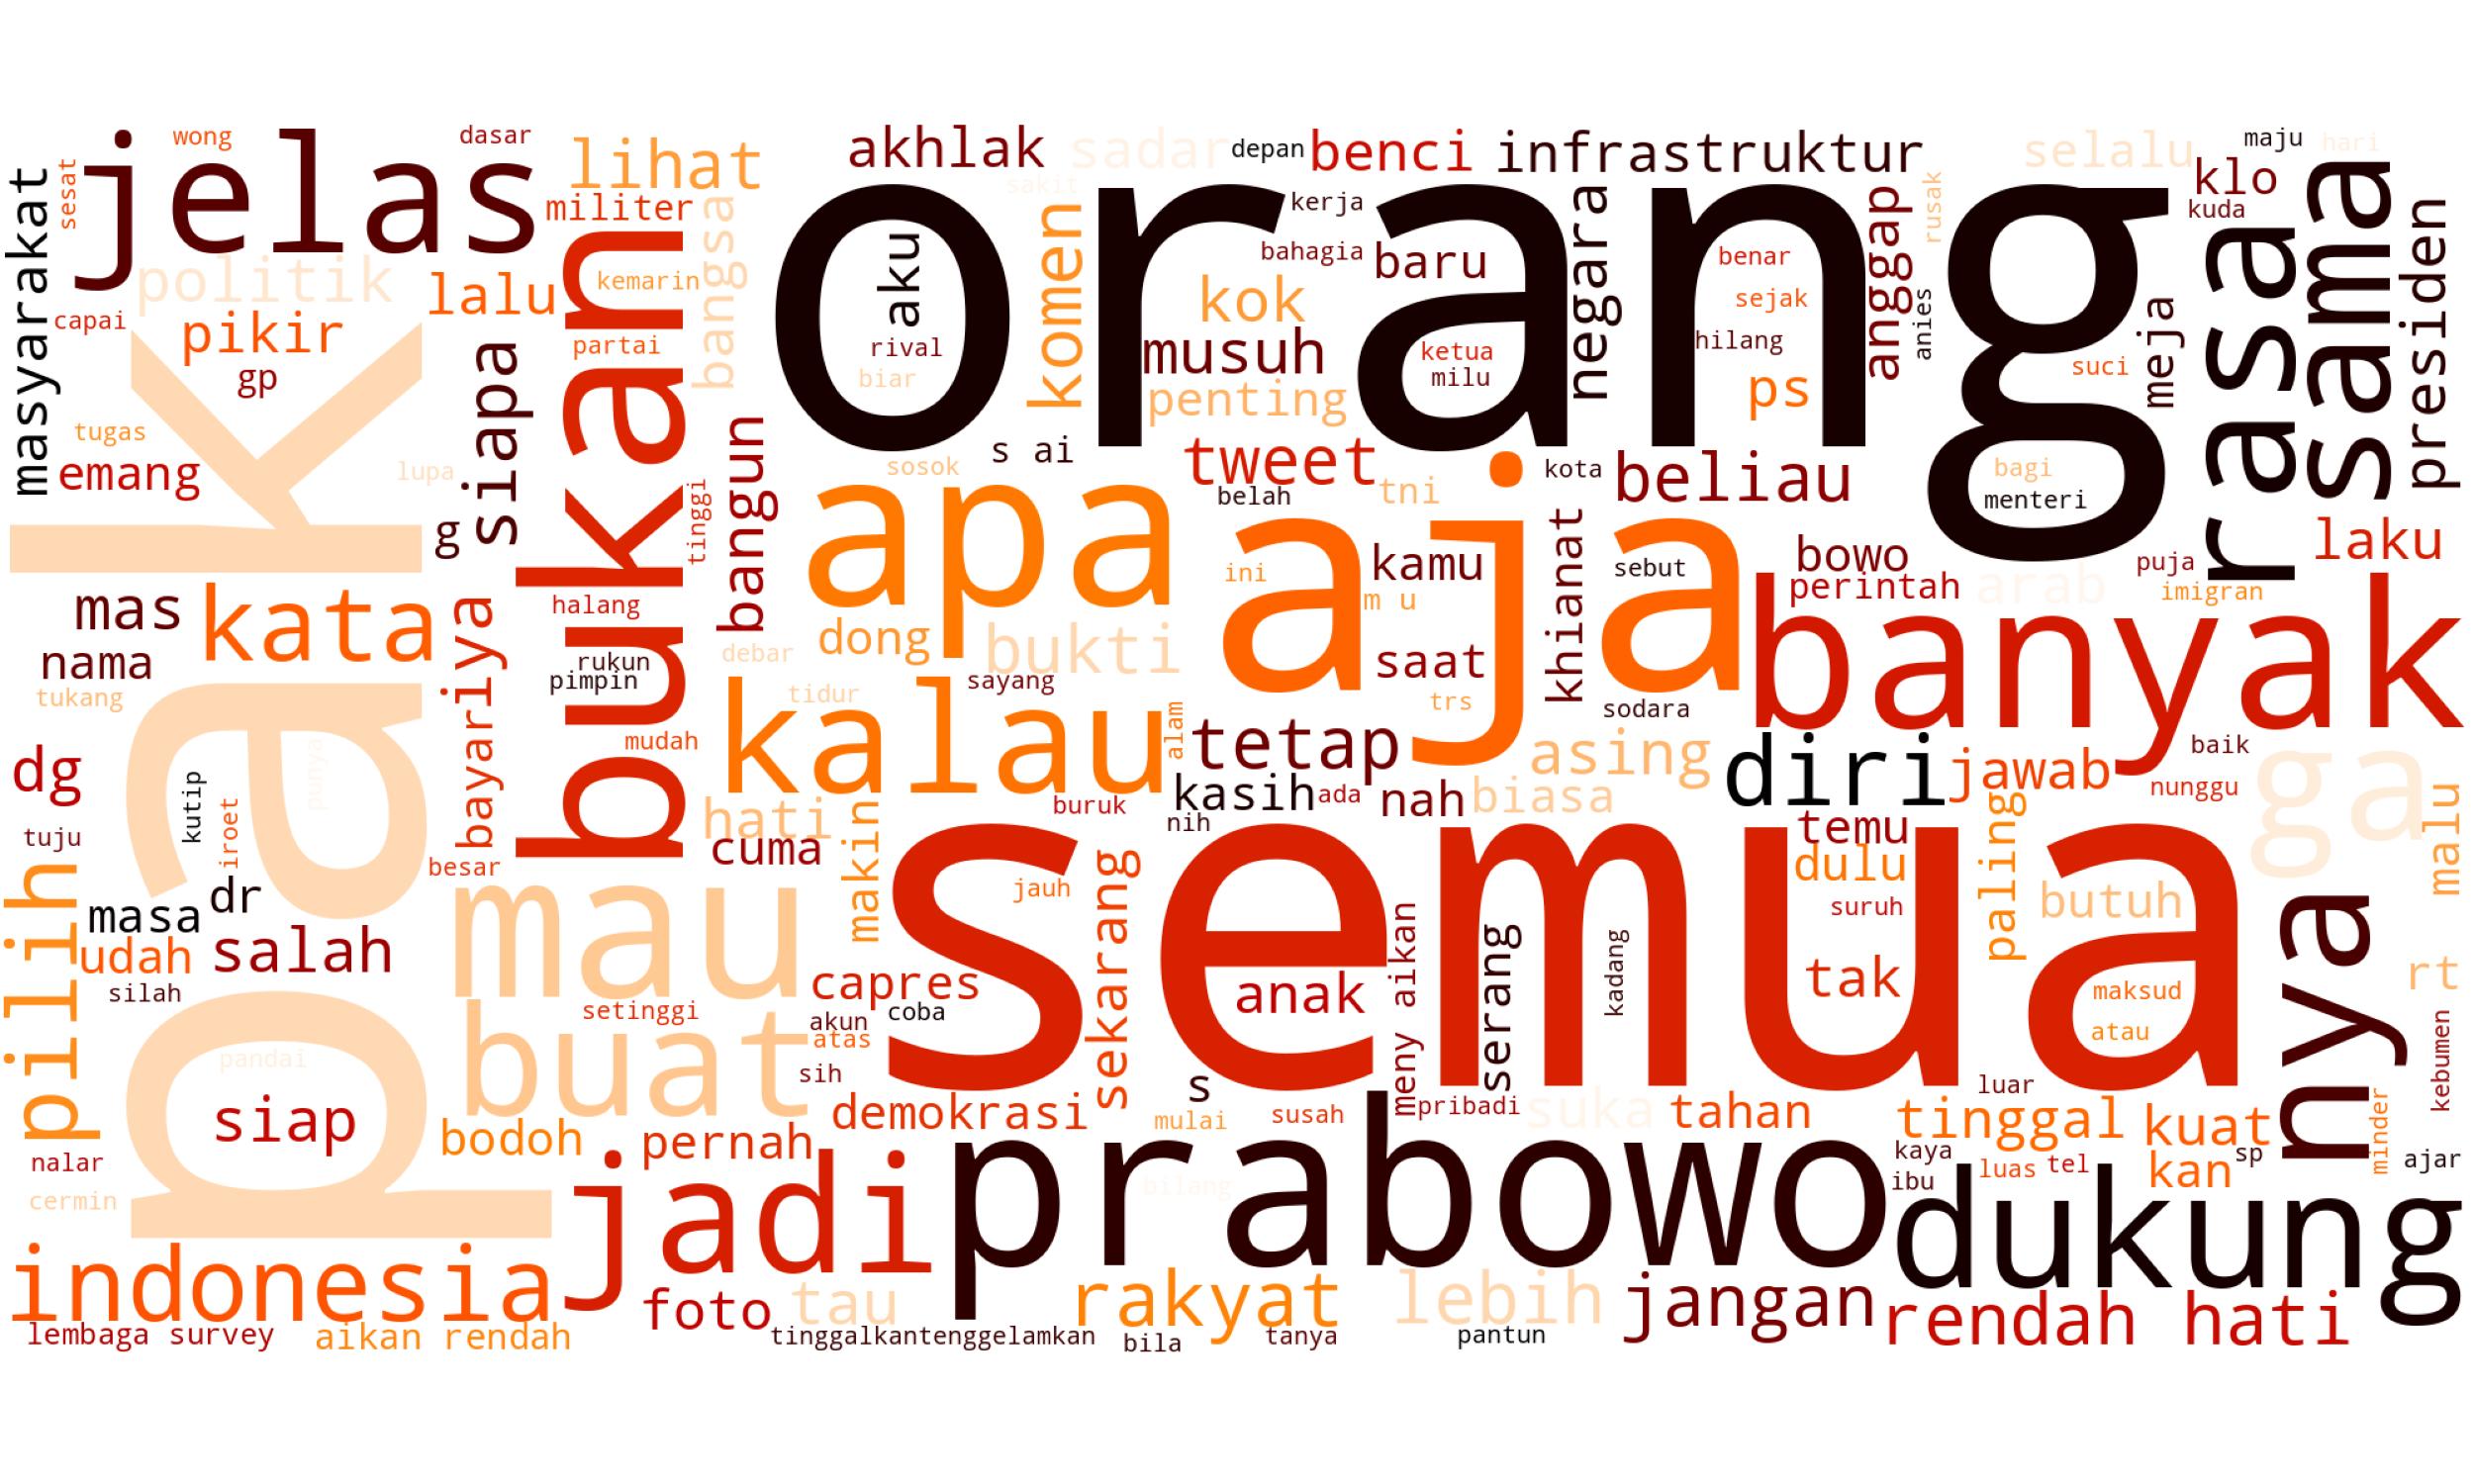 wong
dasar
jelas
lihat
akhlak
sadar
depan
benci
infrastruktur
selalu
maju
hari
klo
kuda
masyarakat
sesat
militer
sakit
kerja
orang
rusak
rasa
sama
presiden
politik
lalu
kemarin
bangsa
aku
komen
bahagia
baru
kok
negara
benar
sejak
anggap
anies
meja
capai
pikir
gp
partai
rival
biar
musuh
ketua
milu
penting
hilang
ps
suci
pak
siapa
bukan
tugas
emang
lupa
g
tinggi
bangun
sosok
s ai
tweet
belah
tni
kota
beliau
bagi
menteri
laku
apa
aja
ini
kamu
m u
khianat
sebut
bowo
perintah
arab
puja
imigran
mas
kata
nama
tukang
bayariya
halang
rukun
pimpin
dong
bukti
debar
tidur
sayang
saat
trs
sodara
banyak
dg
mudah
kalau
alam
tetap
asing
diri
jawab
baik
nunggu
ga
malu
punya
kutip
iroet
tuju
besar
hati
cuma
makin
buruk
kasih
ada
nih
nah
biasa
temu
dulu
paling
butuh
pilih
masa
dr
udah
salah
silah
mau
jauh
sekarang
semua
suruh
tak
maksud
atau
nya
rt
capres
setinggi
akun
coba
atas
anak
meny aikan
serang
kadang
kebumen
pandai
siap
buat
sih
demokrasi
s
mulai
susah
pribadi
suka
tahan
luar
tinggal
kuat
minder
nalar
cermin
bodoh
pernah
jadi
prabowo
bilang
kaya
ibu
luas
tel
kan
sp
ajar
dukung
indonesia
foto
tau
rakyat
lebih
jangan
rendah hati
lembaga survey
aikan rendah
tinggalkantenggelamkan
bila
tanya
pantun